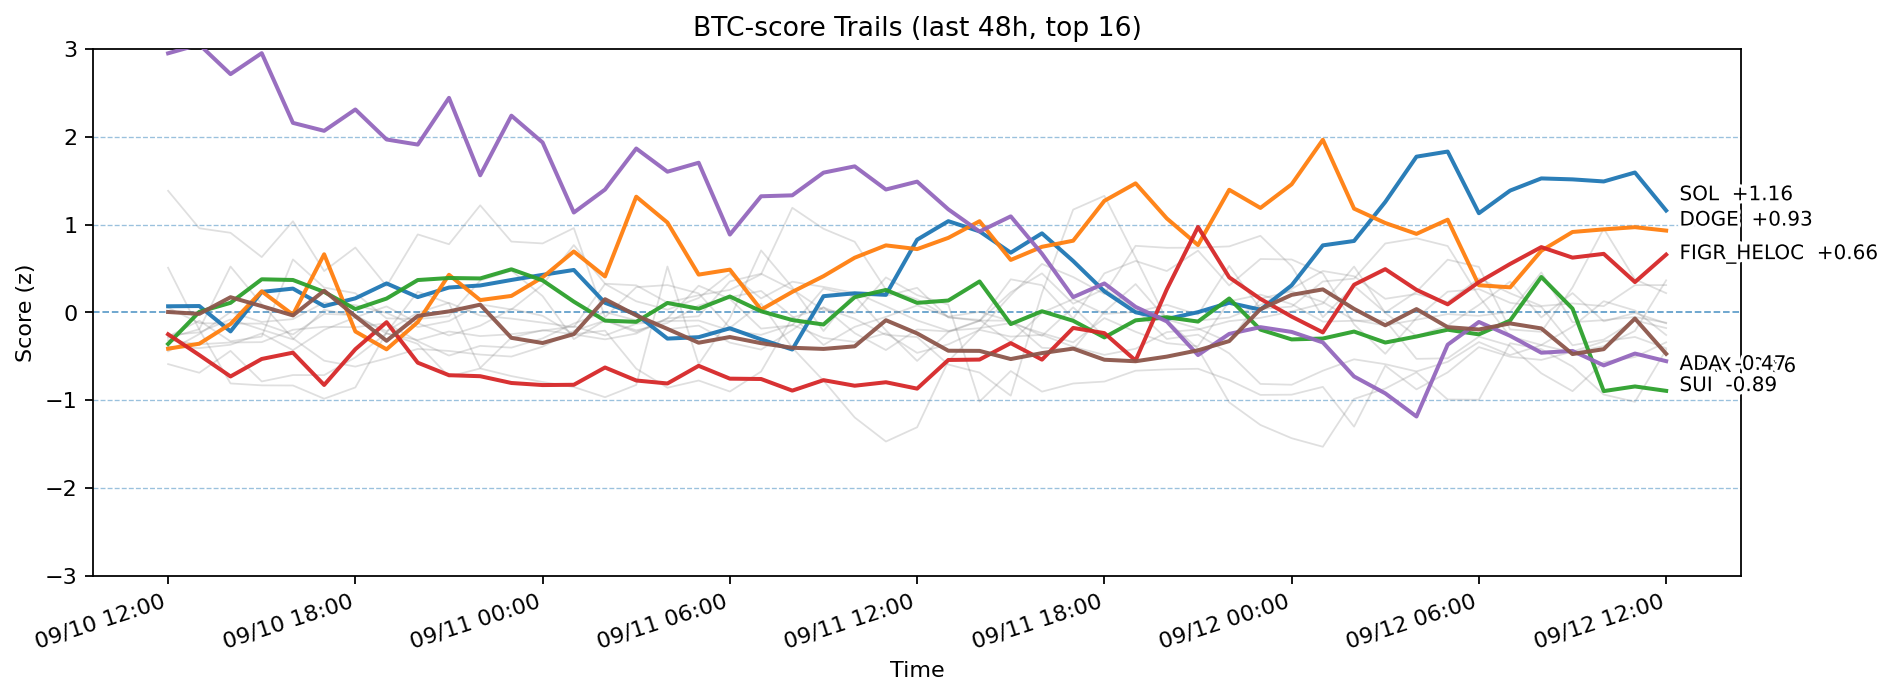 BTC-score Trails (last 48h, top 16)
Score (z)
3
2
1
0
−1
−2
−3
SOL +1.16
DOGE +0.93
FIGR_HELOC +0.66
ADA -0.47
SUI -0.89
09/10 12:00
09/10 18:00
09/11 00:00
09/11 06:00
09/11 12:00
09/11 18:00
09/12 00:00
09/12 06:00
09/12 12:00
Time